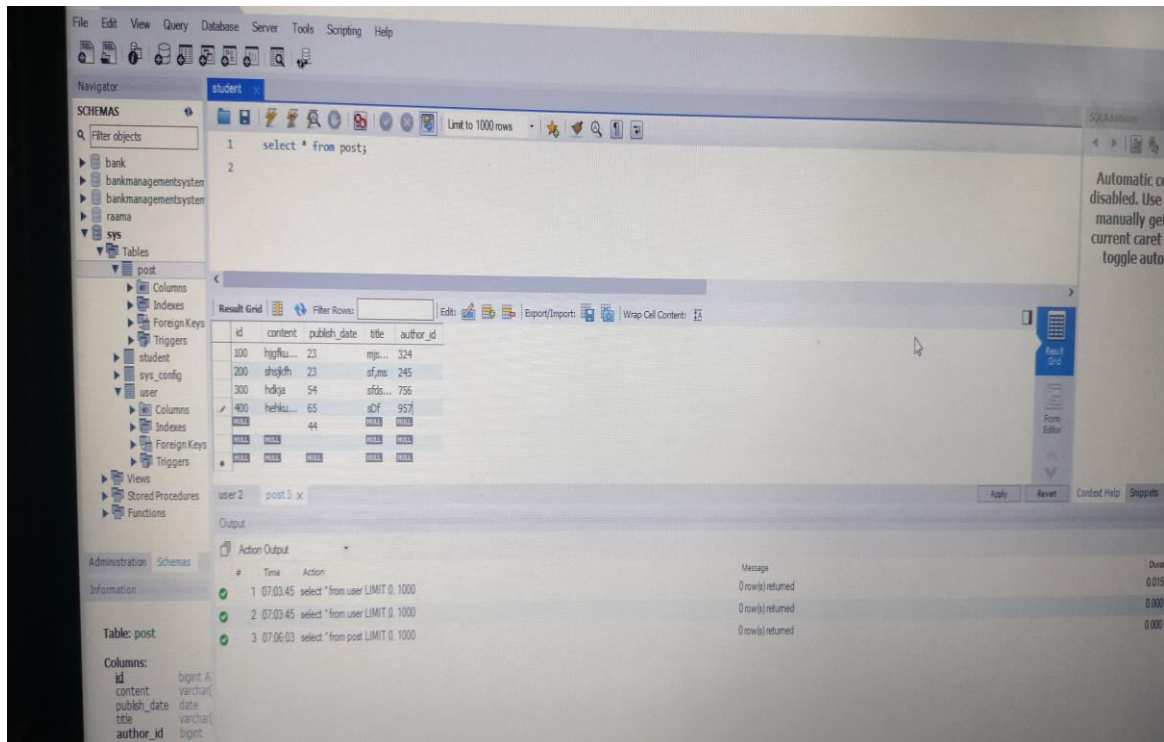 File Edit View Query Database Server Tools Scripting Help
Navigator
student x
SCHEMAS
Filter objects
bank
bankmanagementsystem
bankmanagementsystem
raama
sys
Tables
post
Columns
Indexes
Foreign Keys
Triggers
student
sys_config
user
Columns
Indexes
Foreign Keys
Triggers
Views
Stored Procedures
Functions
Administration Schemas
Information
Table: post
Columns:
id bigint A
content varchar(
publish_date date
title varchar(
author_id bigint
Limit to 1000 rows
1 select * from post;
2
Result Grid Filter Rows: Edit: Export/Import: Wrap Cell Content:
id content publish_date title author_id
100 23 mjs... 324
200 23 sf,ms 245
300 54 sfds... 756
400 65 sDf 957
NULL 44 NULL NULL
NULL NULL NULL NULL
NULL NULL NULL NULL NULL
Result Grid
Form Editor
user 2 post 3 x
Apply Revert
Output
Action Output
# Time Action Message Durat
1 07:03:45 select * from user LIMIT 0, 1000 0 row(s) returned 0.015
2 07:03:45 select * from user LIMIT 0, 1000 0 row(s) returned 0.000
3 07:06:03 select * from post LIMIT 0, 1000 0 row(s) returned 0.000
SQLAdditions
Automatic co
disabled. Use
manually get
current caret
toggle auto
Context Help Snippets